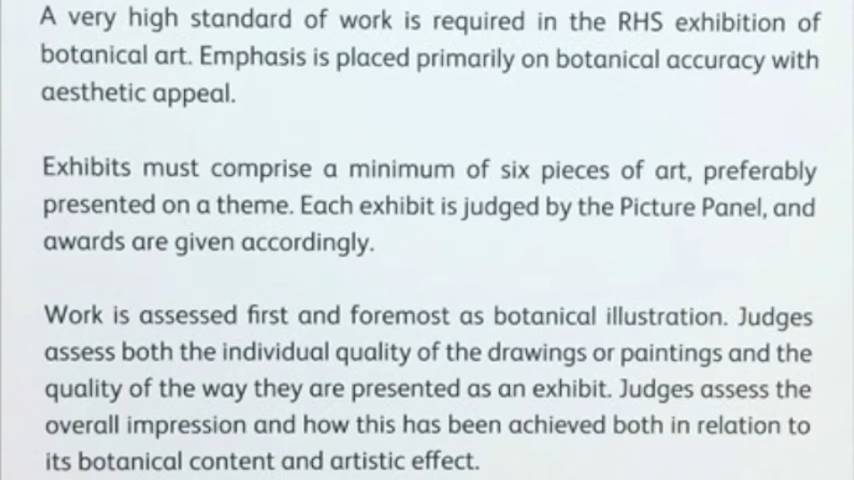 A very high standard of work is required in the RHS exhibition of
botanical art. Emphasis is placed primarily on botanical accuracy with
aesthetic appeal.
Exhibits must comprise a minimum of six pieces of art, preferably
presented on a theme. Each exhibit is judged by the Picture Panel, and
awards are given accordingly.
Work is assessed first and foremost as botanical illustration. Judges
assess both the individual quality of the drawings or paintings and the
quality of the way they are presented as an exhibit. Judges assess the
overall impression and how this has been achieved both in relation to
its botanical content and artistic effect.